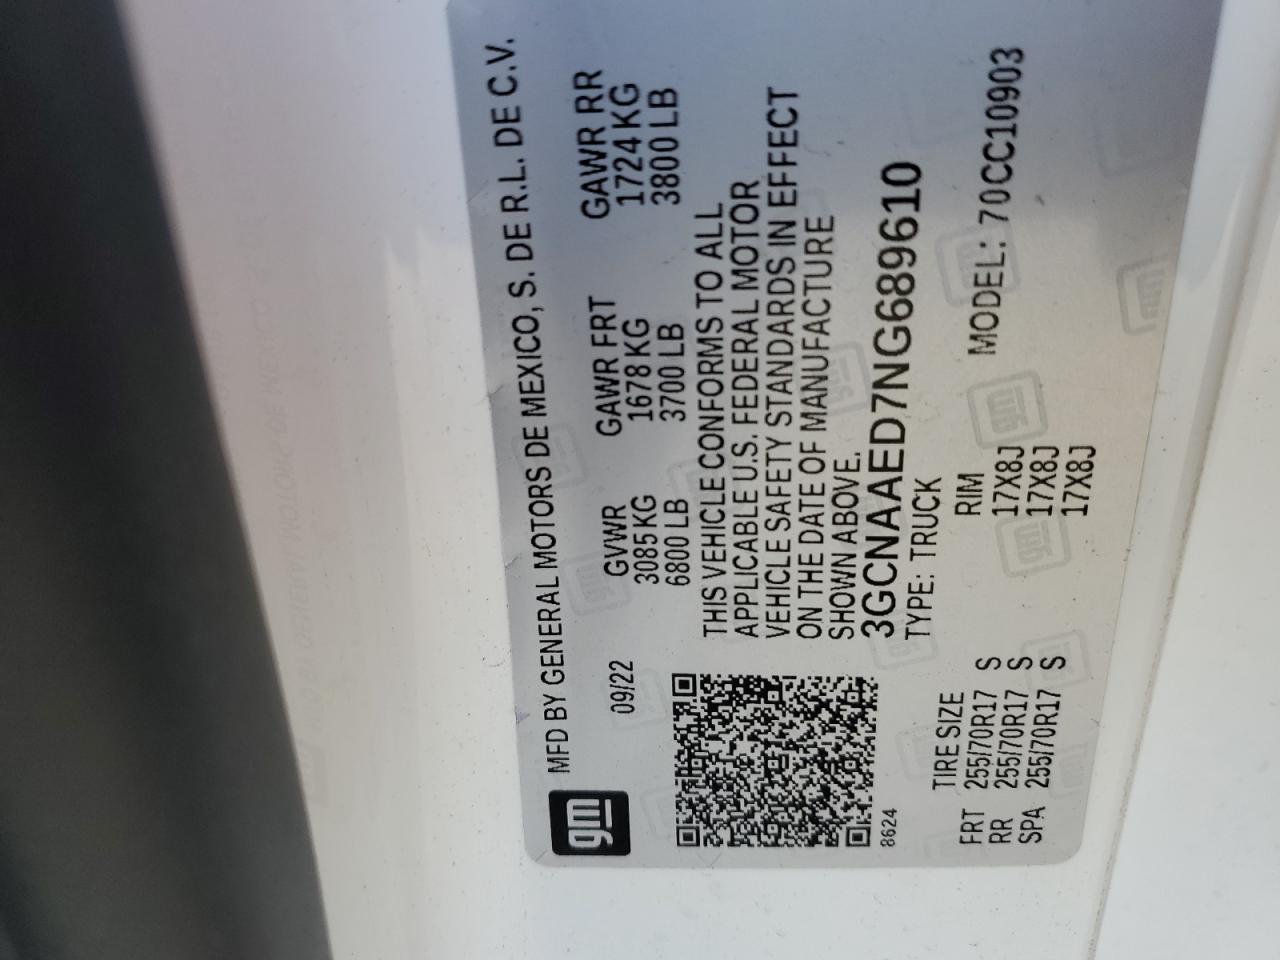 gm MFD BY GENERAL MOTORS DE MEXICO, S. DE R.L. DE C.V.
09/22 GVWR GAWR FRT GAWR RR
3085 KG 1678 KG 1724 KG
6800 LB 3700 LB 3800 LB
THIS VEHICLE CONFORMS TO ALL
APPLICABLE U.S. FEDERAL MOTOR
VEHICLE SAFETY STANDARDS IN EFFECT
ON THE DATE OF MANUFACTURE
SHOWN ABOVE.
3GCNAAED7NG689610
8624 TYPE: TRUCK
TIRE SIZE RIM MODEL: 70CC10903
FRT 255/70R17 S 17X8J
RR 255/70R17 S 17X8J
SPA 255/70R17 S 17X8J